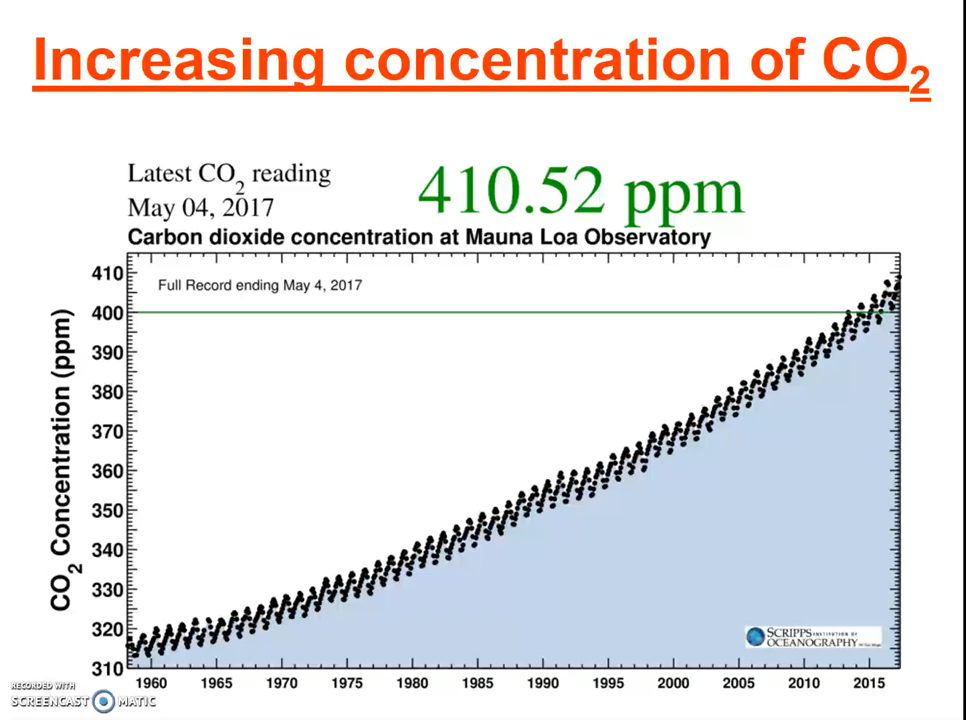 Increasing concentration of CO2
Latest CO2 reading
May 04, 2017
410.52 ppm
Carbon dioxide concentration at Mauna Loa Observatory
Full Record ending May 4, 2017
CO2 Concentration (ppm)
410
400
390
380
370
360
350
340
330
320
310
1960 1965 1970 1975 1980 1985 1990 1995 2000 2005 2010 2015
SCRIPPS INSTITUTION OF
OCEANOGRAPHY
RECORDED WITH
SCREENCAST MATIC